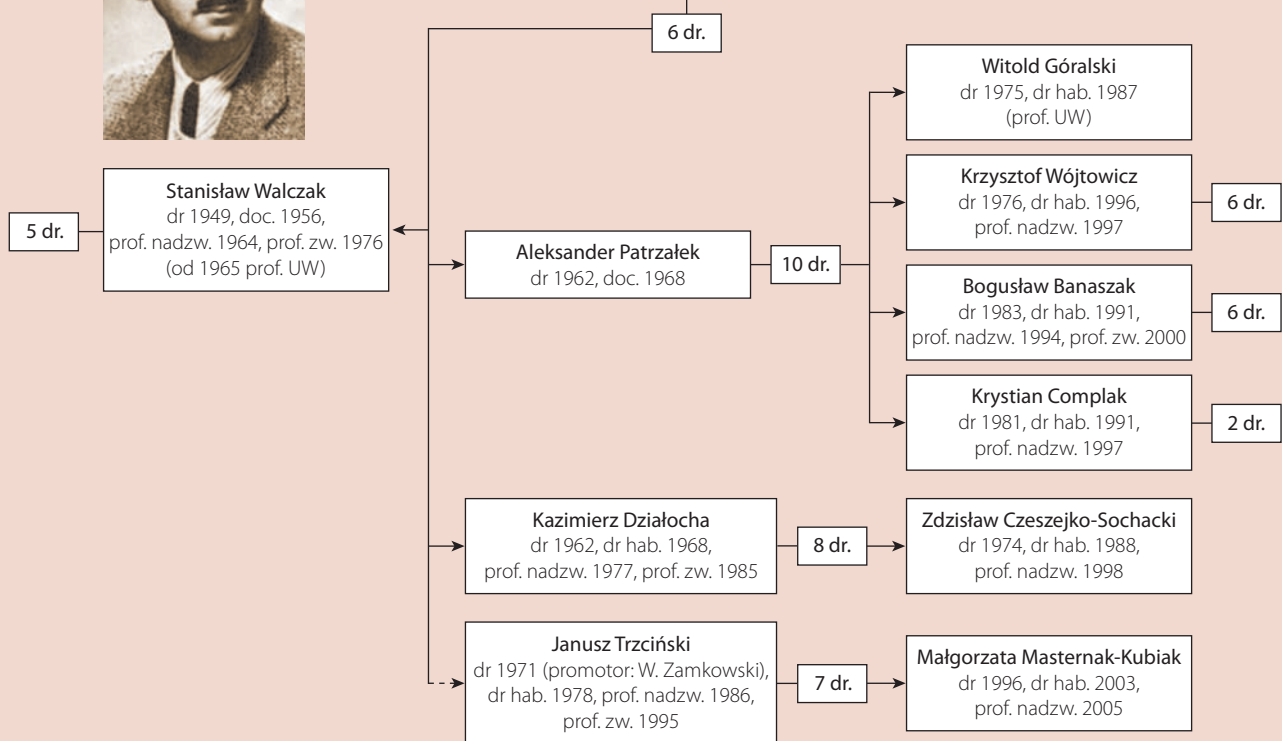 6 dr.
Stanisław Walczak
dr 1949, doc. 1956,
prof. nadzw. 1964, prof. zw. 1976
(od 1965 prof. UW)
5 dr.
Aleksander Patrzałek
dr 1962, doc. 1968
10 dr.
Witold Góralski
dr 1975, dr hab. 1987
(prof. UW)
Krzysztof Wójtowicz
dr 1976, dr hab. 1996,
prof. nadzw. 1997
6 dr.
Bogusław Banaszak
dr 1983, dr hab. 1991,
prof. nadzw. 1994, prof. zw. 2000
6 dr.
Krystian Complak
dr 1981, dr hab. 1991,
prof. nadzw. 1997
2 dr.
Kazimierz Działocha
dr 1962, dr hab. 1968,
prof. nadzw. 1977, prof. zw. 1985
8 dr.
Zdzisław Czeszejko-Sochacki
dr 1974, dr hab. 1988,
prof. nadzw. 1998
Janusz Trzciński
dr 1971 (promotor: W. Zamkowski),
dr hab. 1978, prof. nadzw. 1986,
prof. zw. 1995
7 dr.
Małgorzata Masternak-Kubiak
dr 1996, dr hab. 2003,
prof. nadzw. 2005